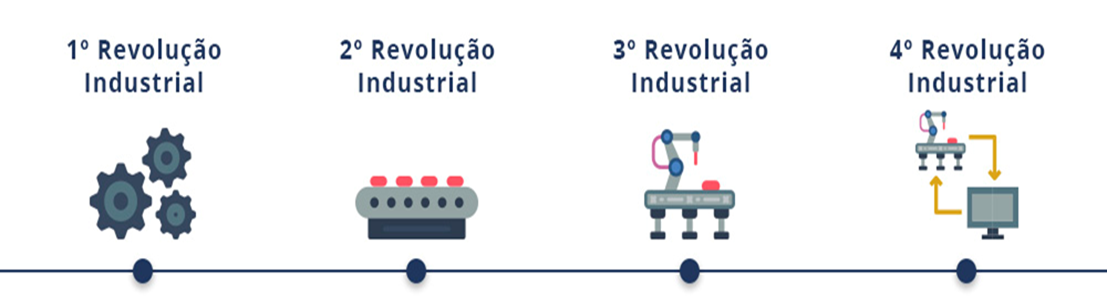 1º Revolução
Industrial
2º Revolução
Industrial
3º Revolução
Industrial
4º Revolução
Industrial